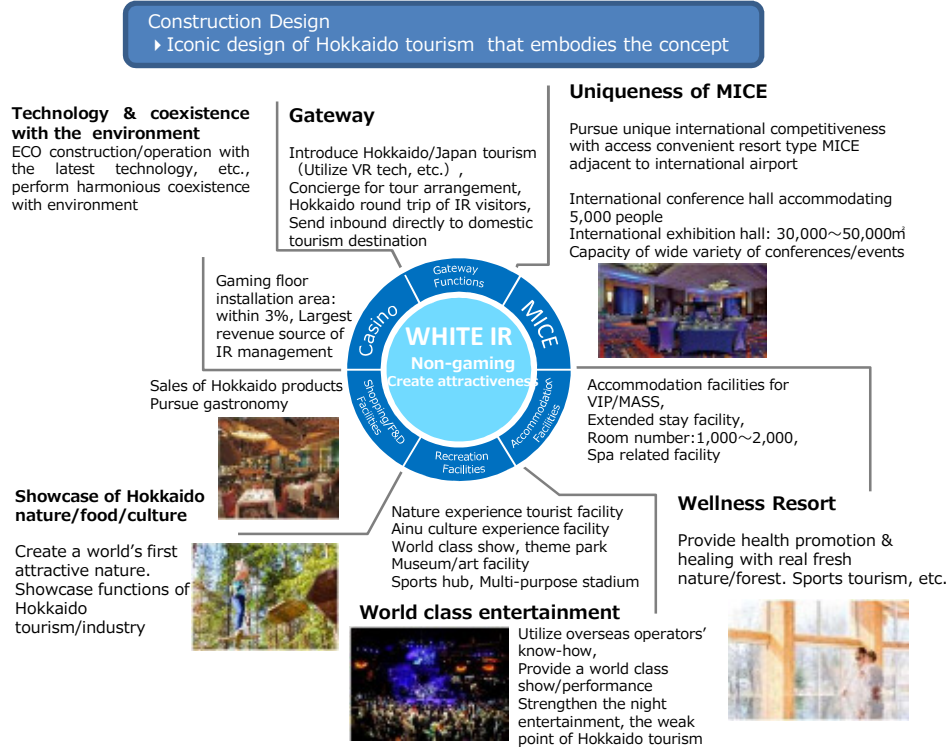 Construction Design
Iconic design of Hokkaido tourism that embodies the concept
Technology & coexistence
with the environment
ECO construction/operation with
the latest technology, etc.,
perform harmonious coexistence
with environment
Gateway
Introduce Hokkaido/Japan tourism
（Utilize VR tech, etc.）,
Concierge for tour arrangement,
Hokkaido round trip of IR visitors,
Send inbound directly to domestic
tourism destination
Uniqueness of MICE
Pursue unique international competitiveness
with access convenient resort type MICE
adjacent to international airport
International conference hall accommodating
5,000 people
International exhibition hall: 30,000～50,000㎡
Capacity of wide variety of conferences/events
Gaming floor
installation area:
within 3%, Largest
revenue source of
IR management
Gateway
Functions
Casino
MICE
WHITE IR
Non-gaming
Create attractiveness
Shopping/F&D
Facilities
Accommodation
Facilities
Recreation
Facilities
Sales of Hokkaido products
Pursue gastronomy
Accommodation facilities for
VIP/MASS,
Extended stay facility,
Room number:1,000～2,000,
Spa related facility
Showcase of Hokkaido
nature/food/culture
Create a world's first
attractive nature.
Showcase functions of
Hokkaido
tourism/industry
Nature experience tourist facility
Ainu culture experience facility
World class show, theme park
Museum/art facility
Sports hub, Multi-purpose stadium
World class entertainment
Utilize overseas operators'
know-how,
Provide a world class
show/performance
Strengthen the night
entertainment, the weak
point of Hokkaido tourism
Wellness Resort
Provide health promotion &
healing with real fresh
nature/forest. Sports tourism, etc.